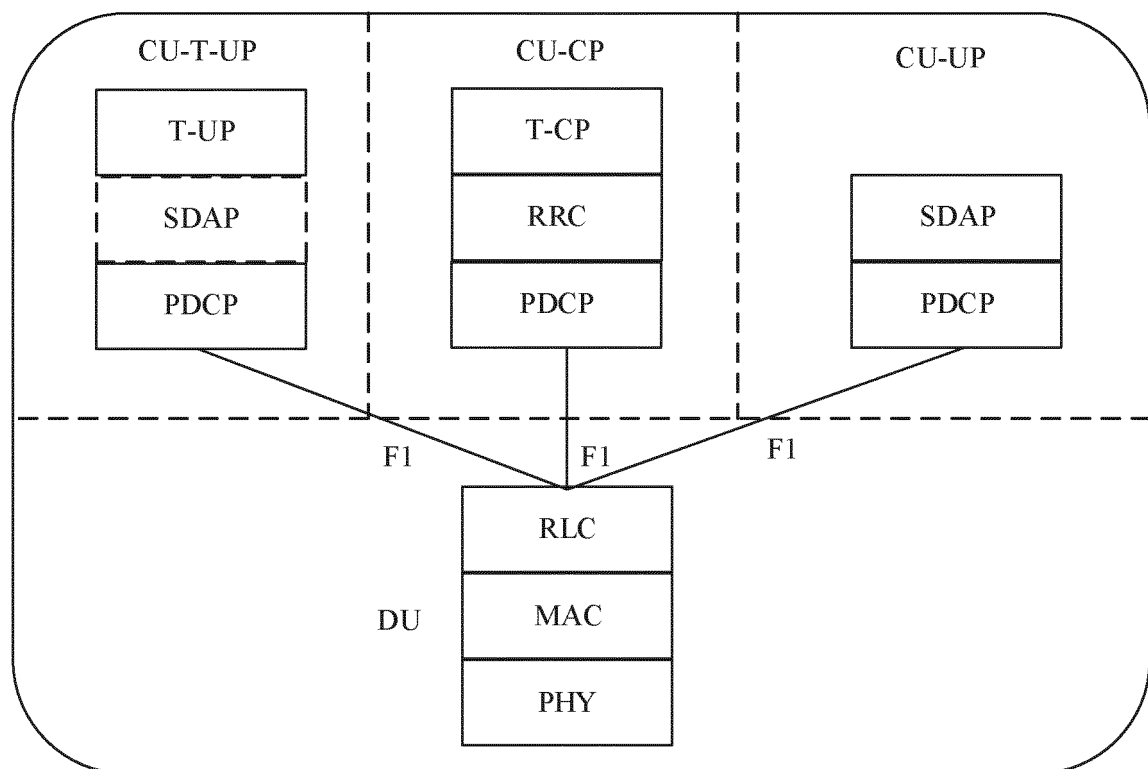 CU-T-UP
CU-CP
CU-UP
T-UP
T-CP
SDAP
RRC
SDAP
PDCP
PDCP
PDCP
F1
F1
F1
RLC
DU
MAC
PHY